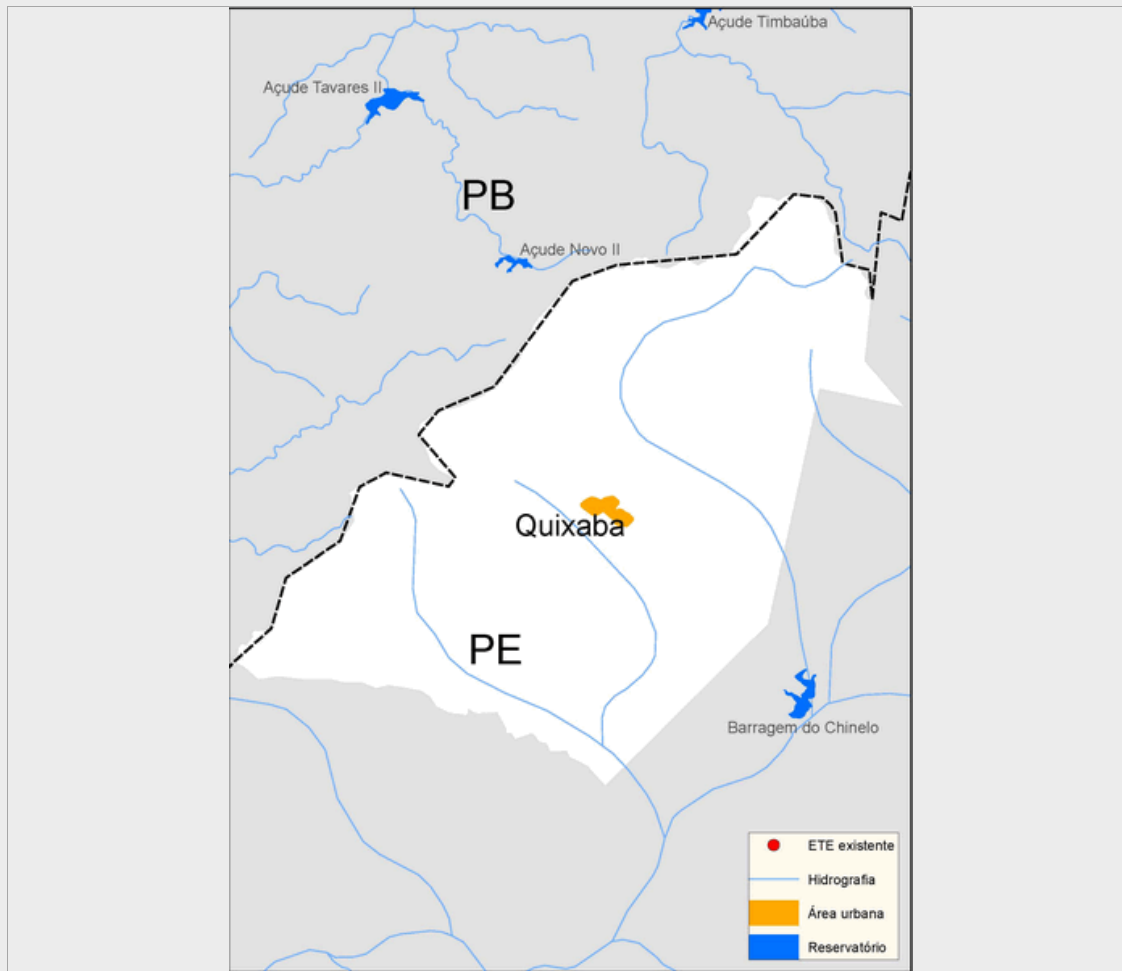 Açude Timbaúba
Açude Tavares II
PB
Açude Novo II
Quixaba
PE
Barragem do Chinelo
ETE existente
Hidrografia
Área urbana
Reservatório